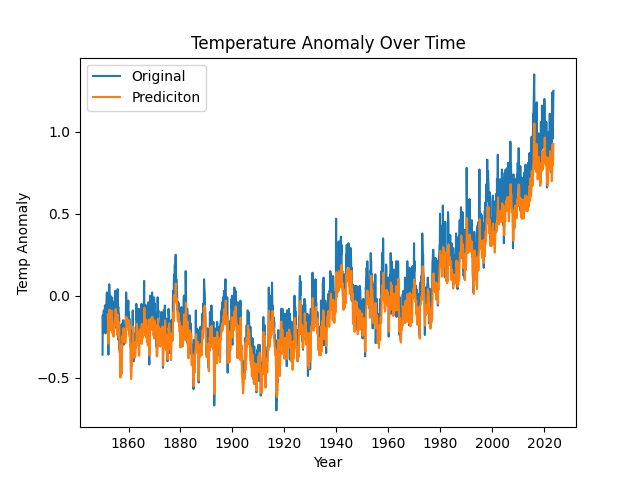 Temperature Anomaly Over Time
Original
Prediciton
Temp Anomaly
1.0
0.5
0.0
−0.5
1860 1880 1900 1920 1940 1960 1980 2000 2020
Year